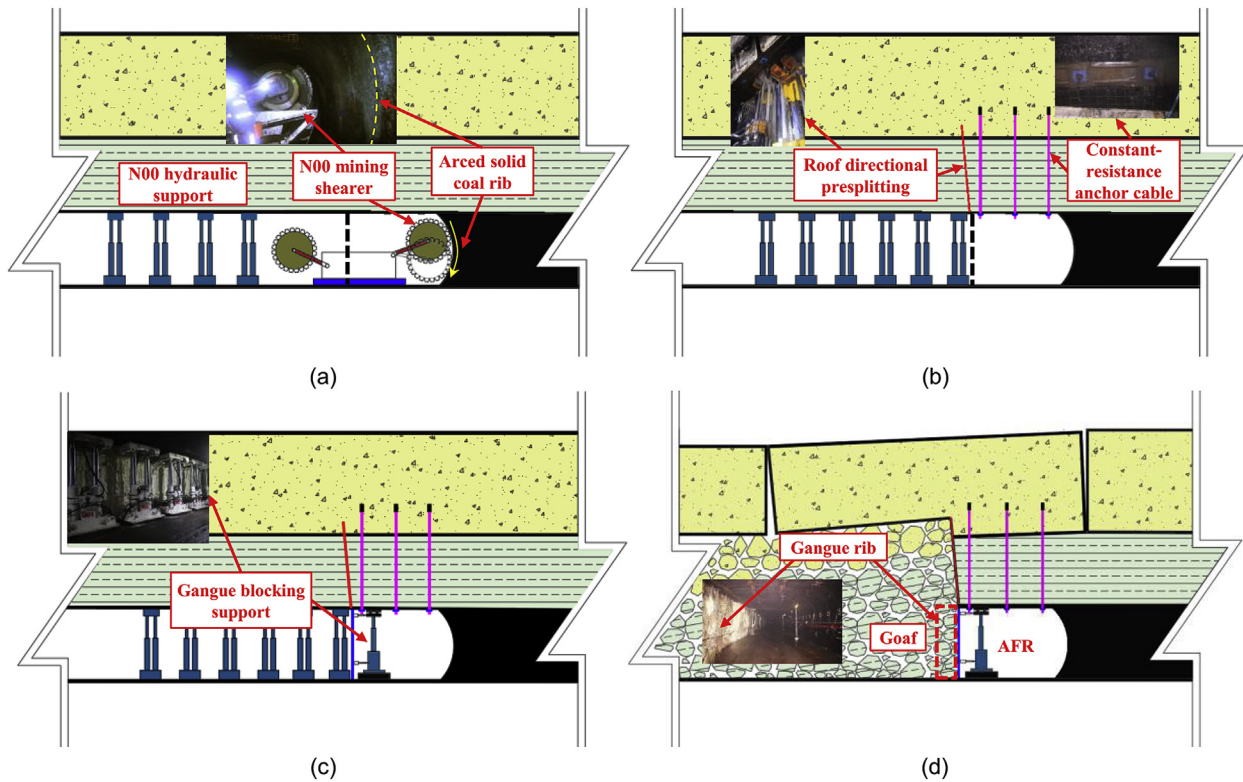 N00 hydraulic
support
N00 mining
shearer
Arced solid
coal rib
(a)
Roof directional
presplitting
Constant-
resistance
anchor cable
(b)
Gangue blocking
support
(c)
Gangue rib
Goaf
AFR
(d)